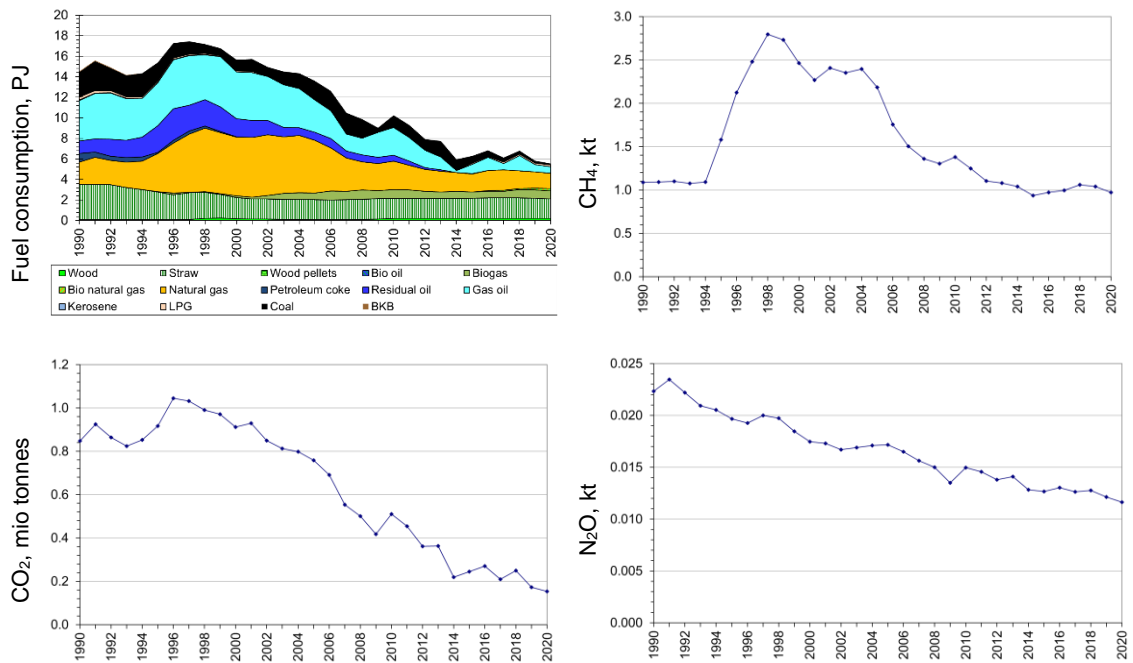 Fuel consumption, PJ
20
18
16
14
12
10
8
6
4
2
0
1990 1992 1994 1996 1998 2000 2002 2004 2006 2008 2010 2012 2014 2016 2018 2020
Wood Straw Wood pellets Bio oil Biogas
Bio natural gas Natural gas Petroleum coke Residual oil Gas oil
Kerosene LPG Coal BKB
CH₄, kt
3.0
2.5
2.0
1.5
1.0
0.5
0.0
1990 1992 1994 1996 1998 2000 2002 2004 2006 2008 2010 2012 2014 2016 2018 2020
CO₂, mio tonnes
1.2
1.0
0.8
0.6
0.4
0.2
0.0
1990 1992 1994 1996 1998 2000 2002 2004 2006 2008 2010 2012 2014 2016 2018 2020
N₂O, kt
0.025
0.020
0.015
0.010
0.005
0.000
1990 1992 1994 1996 1998 2000 2002 2004 2006 2008 2010 2012 2014 2016 2018 2020